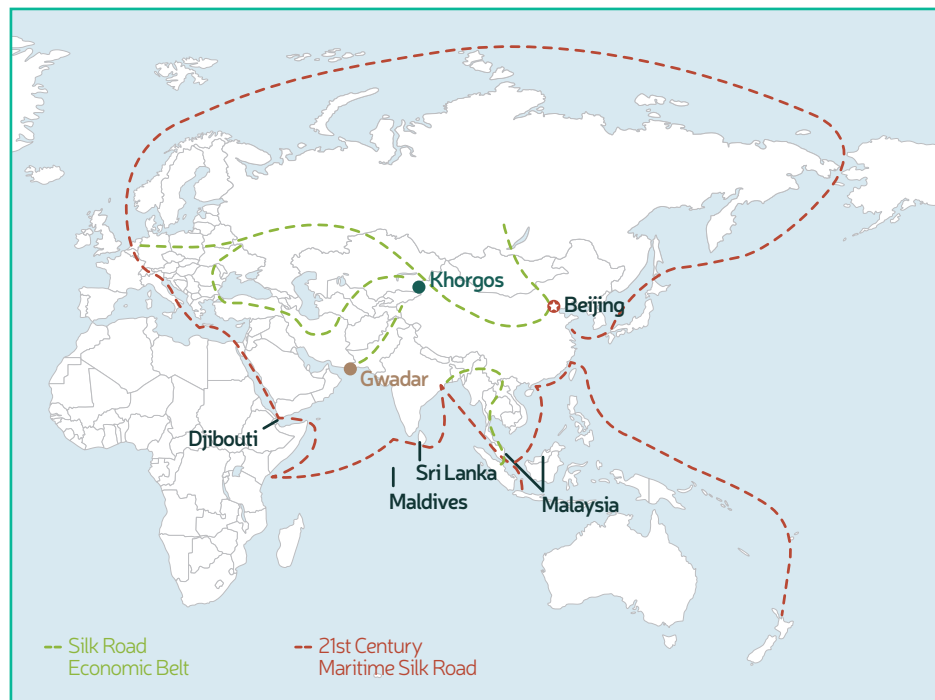 Khorgos
Beijing
Gwadar
Djibouti
Sri Lanka
Maldives
Malaysia
Silk Road
Economic Belt
21st Century
Maritime Silk Road